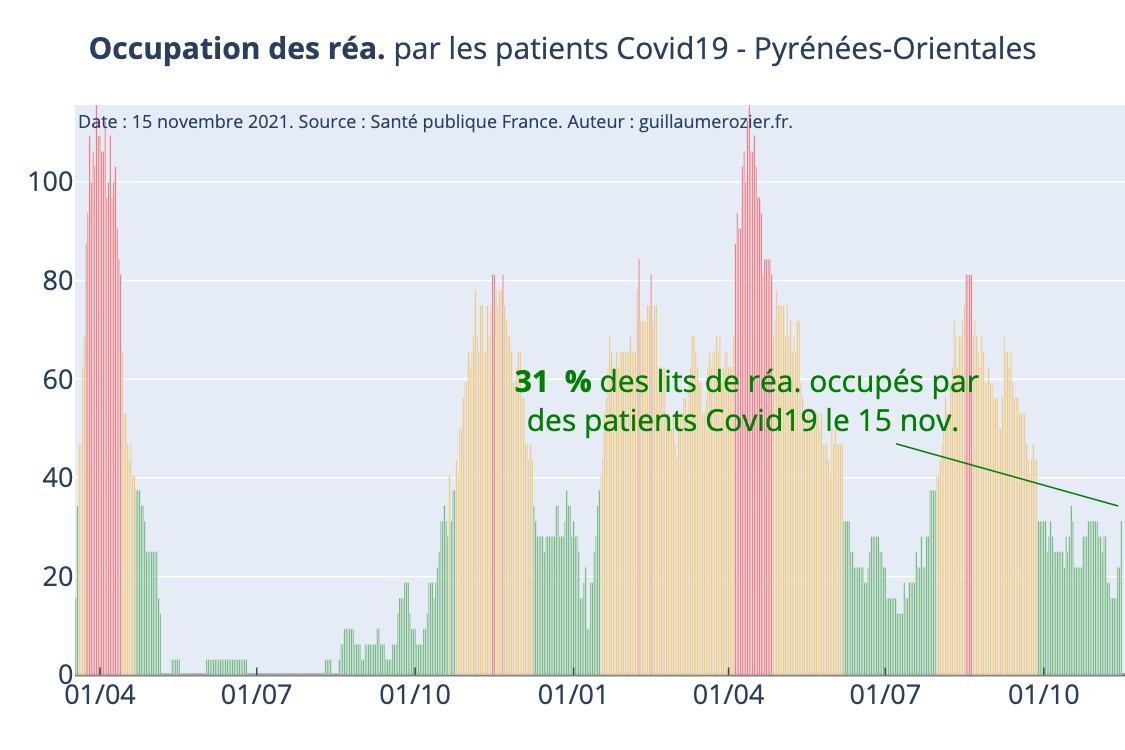 Occupation des réa. par les patients Covid19 - Pyrénées-Orientales
Date : 15 novembre 2021. Source : Santé publique France. Auteur : guillaumerozier.fr.
100
80
60
40
20
0
31 % des lits de réa. occupés par
des patients Covid19 le 15 nov.
01/04 01/07 01/10 01/01 01/04 01/07 01/10